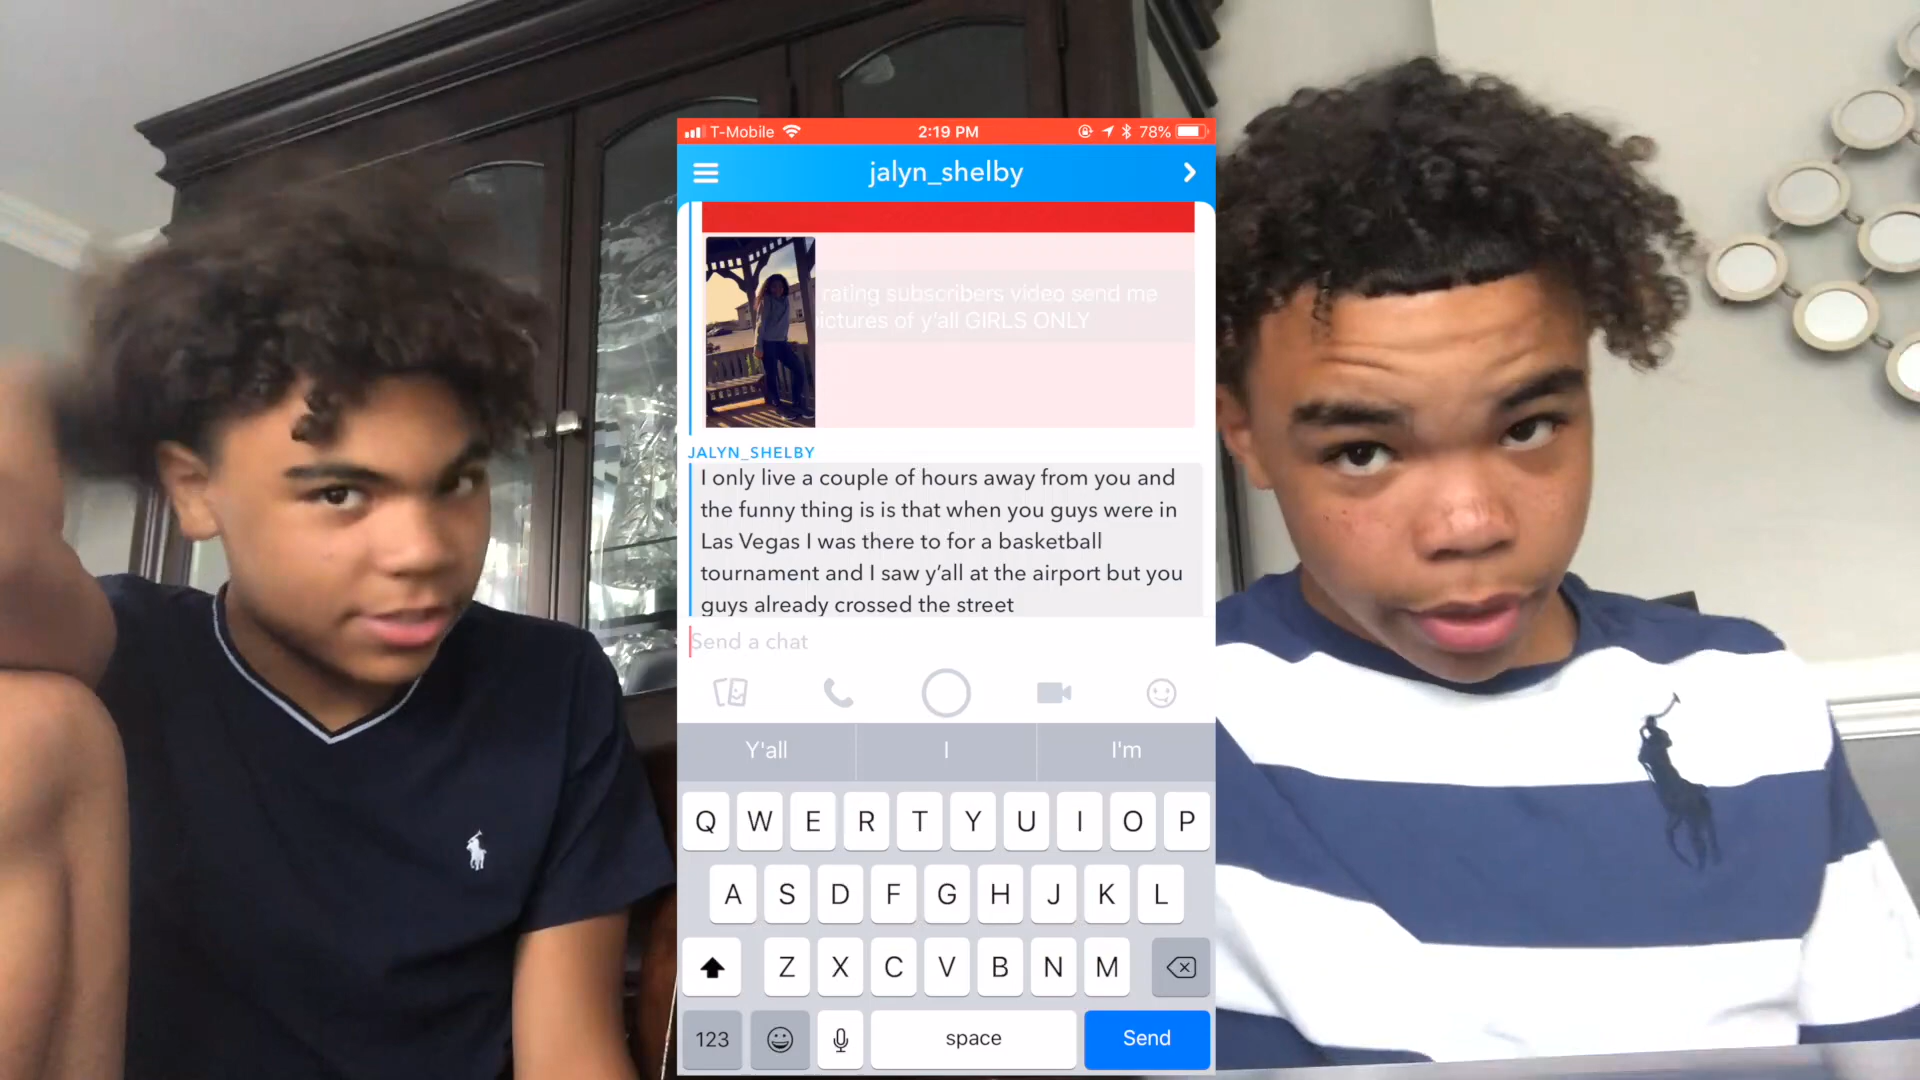 T-Mobile 2:19 PM 78%
jalyn_shelby
rating subscribers video send me
pictures of y'all GIRLS ONLY
JALYN_SHELBY
I only live a couple of hours away from you and
the funny thing is is that when you guys were in
Las Vegas I was there to for a basketball
tournament and I saw y'all at the airport but you
guys already crossed the street
Send a chat
Y'all I I'm
Q W E R T Y U I O P
A S D F G H J K L
Z X C V B N M
123 space Send